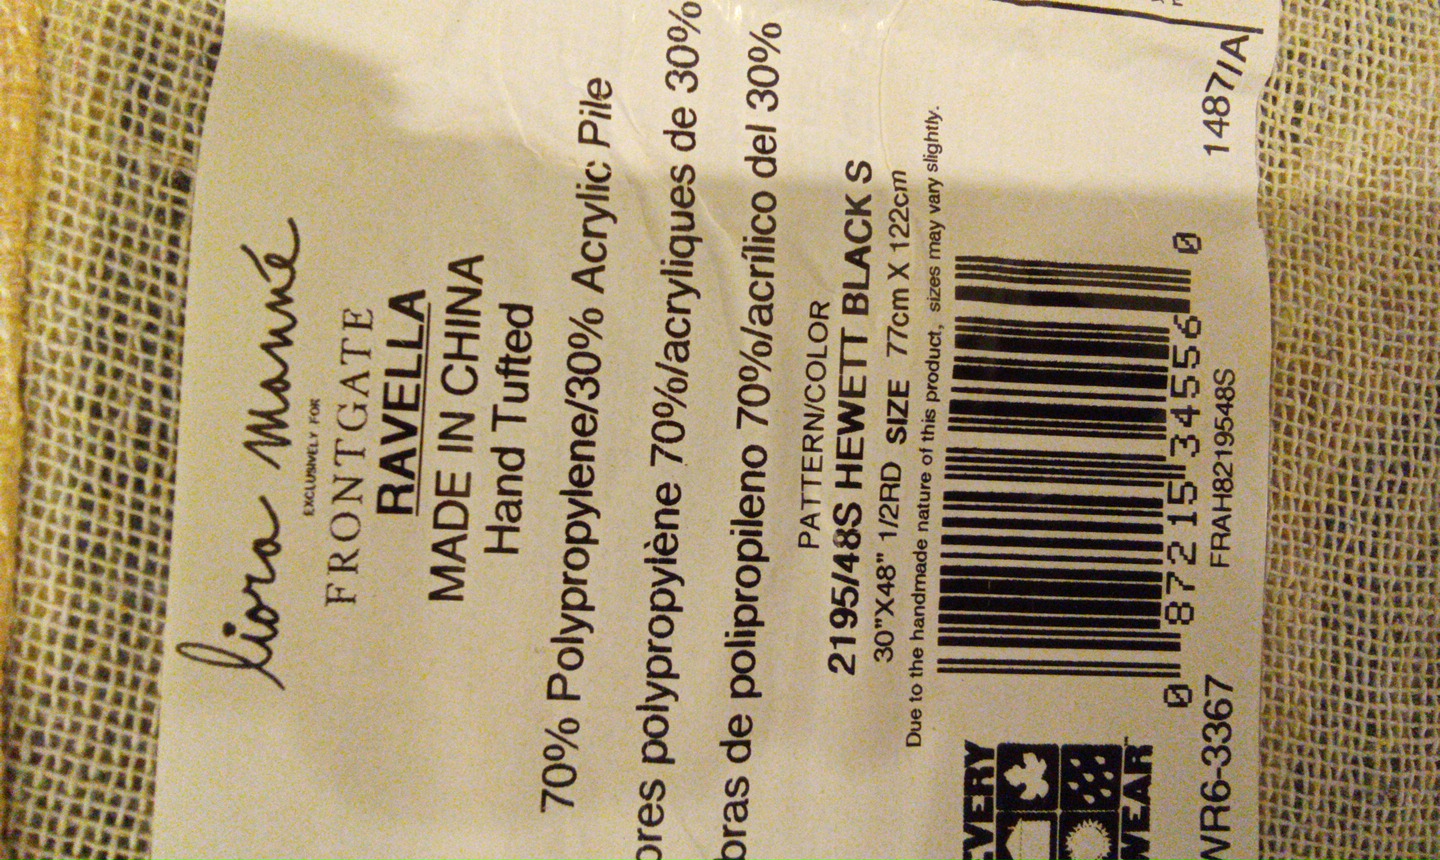 liora manné
EXCLUSIVELY FOR
FRONTGATE
RAVELLA
MADE IN CHINA
Hand Tufted
70% Polypropylene/30% Acrylic Pile
polypropylène 70%/acryliques de 30%
de polipropileno 70%/acrílico del 30%
PATTERN/COLOR
2195/48S HEWETT BLACK S
30"X48" 1/2RD SIZE 77cm X 122cm
Due to the handmade nature of this product, sizes may vary slightly.
VERY
WEAR™
0 87215 34556 0
WR6-3367 FRAH8219548S 1487/A